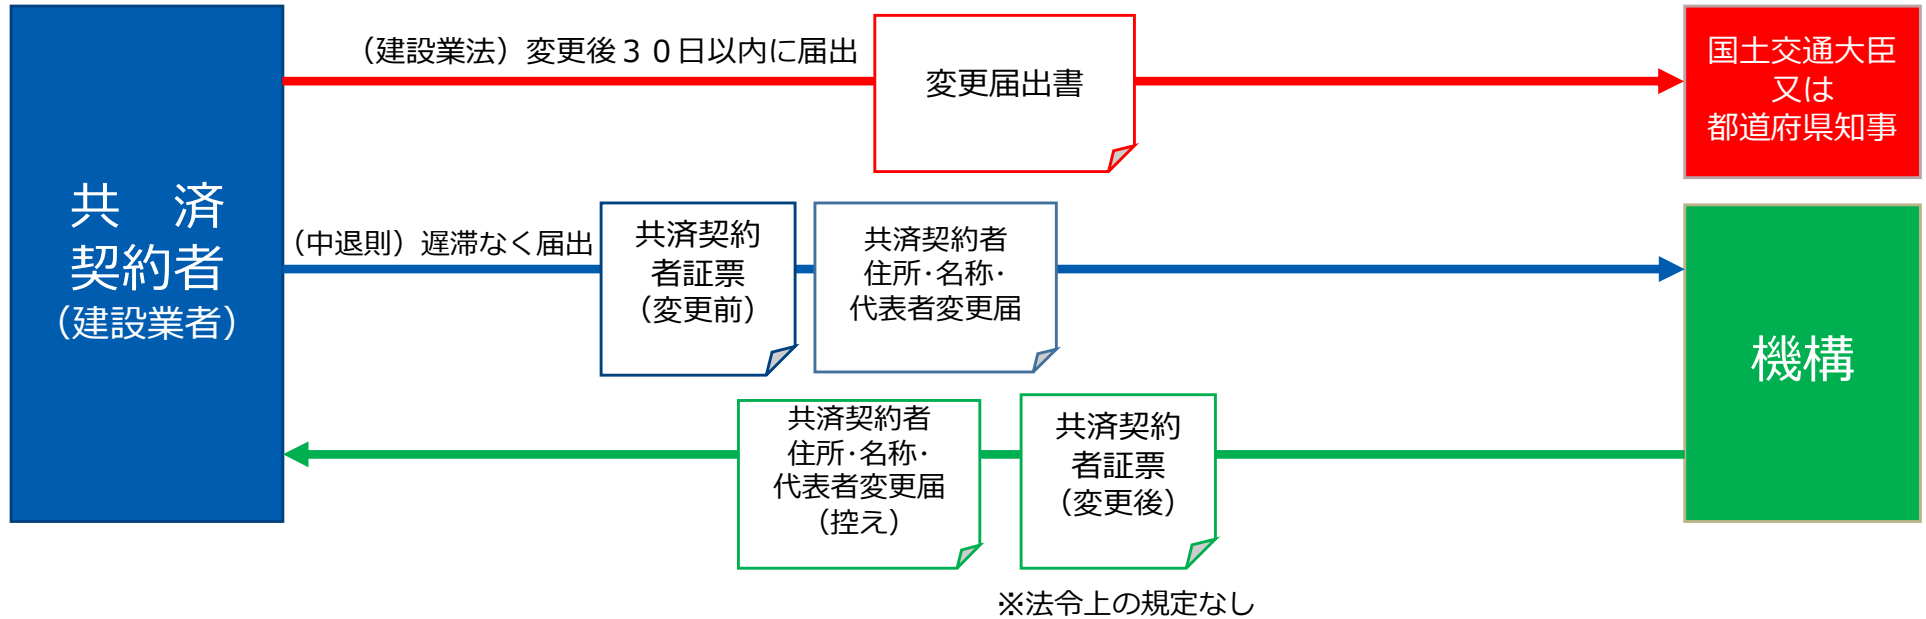 共　済
契約者
（建設業者）
（建設業法）変更後３０日以内に届出
変更届出書
国土交通大臣
又は
都道府県知事
（中退則）遅滞なく届出
共済契約
者証票
（変更前）
共済契約者
住所･名称･
代表者変更届
機構
共済契約者
住所･名称･
代表者変更届
（控え）
共済契約
者証票
（変更後）
※法令上の規定なし